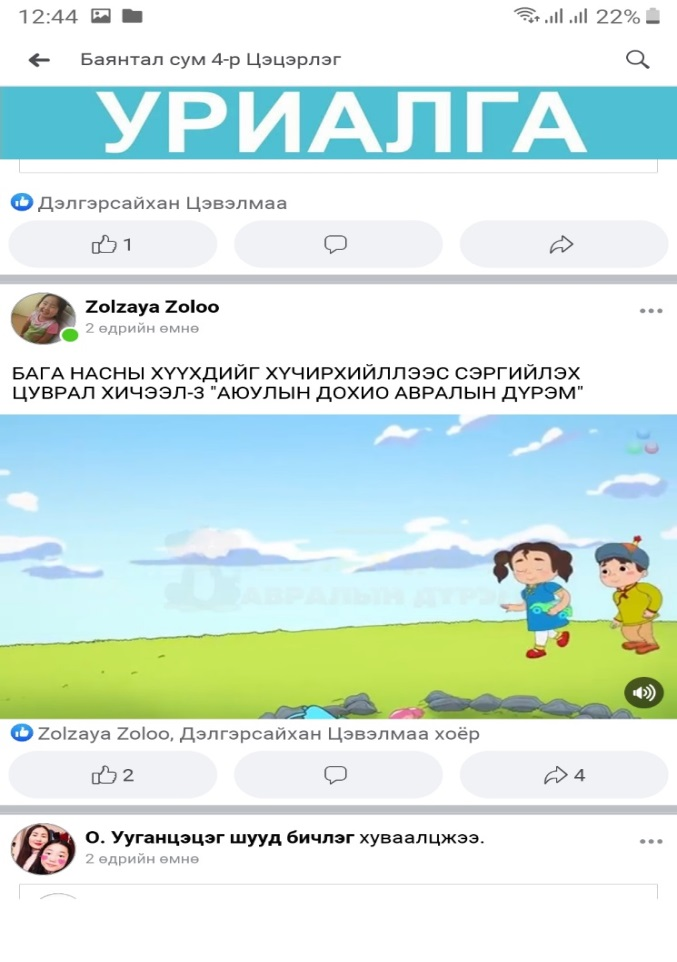 12:44 22%
Баянтал сум 4-р Цэцэрлэг
УРИАЛГА
Дэлгэрсайхан Цэвэлмаа
1
Zolzaya Zoloo
2 өдрийн өмнө
БАГА НАСНЫ ХҮҮХДИЙГ ХҮЧИРХИЙЛЛЭЭС СЭРГИЙЛЭХ
ЦУВРАЛ ХИЧЭЭЛ-3 "АЮУЛЫН ДОХИО АВРАЛЫН ДҮРЭМ"
АВРАЛЫН ДҮРЭМ
Zolzaya Zoloo, Дэлгэрсайхан Цэвэлмаа хоёр
2 4
О. Ууганцэцэг шууд бичлэг хуваалцжээ.
2 өдрийн өмнө